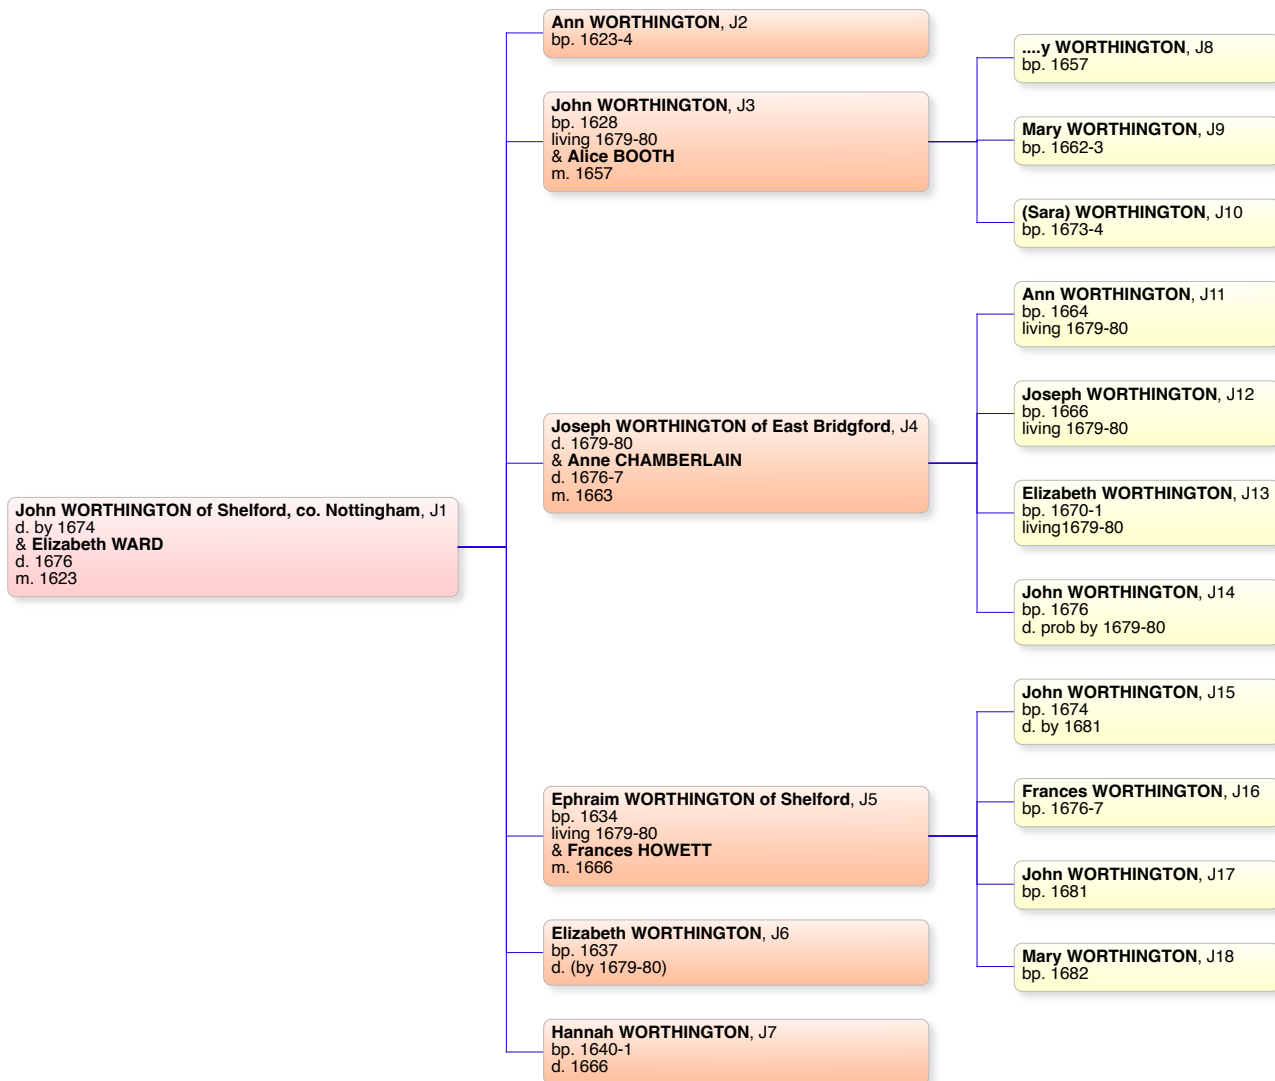 John WORTHINGTON of Shelford, co. Nottingham, J1
d. by 1674
& Elizabeth WARD
d. 1676
m. 1623
Ann WORTHINGTON, J2
bp. 1623-4
John WORTHINGTON, J3
bp. 1628
living 1679-80
& Alice BOOTH
m. 1657
Joseph WORTHINGTON of East Bridgford, J4
d. 1679-80
& Anne CHAMBERLAIN
d. 1676-7
m. 1663
Ephraim WORTHINGTON of Shelford, J5
bp. 1634
living 1679-80
& Frances HOWETT
m. 1666
Elizabeth WORTHINGTON, J6
bp. 1637
d. (by 1679-80)
Hannah WORTHINGTON, J7
bp. 1640-1
d. 1666
....y WORTHINGTON, J8
bp. 1657
Mary WORTHINGTON, J9
bp. 1662-3
(Sara) WORTHINGTON, J10
bp. 1673-4
Ann WORTHINGTON, J11
bp. 1664
living 1679-80
Joseph WORTHINGTON, J12
bp. 1666
living 1679-80
Elizabeth WORTHINGTON, J13
bp. 1670-1
living1679-80
John WORTHINGTON, J14
bp. 1676
d. prob by 1679-80
John WORTHINGTON, J15
bp. 1674
d. by 1681
Frances WORTHINGTON, J16
bp. 1676-7
John WORTHINGTON, J17
bp. 1681
Mary WORTHINGTON, J18
bp. 1682